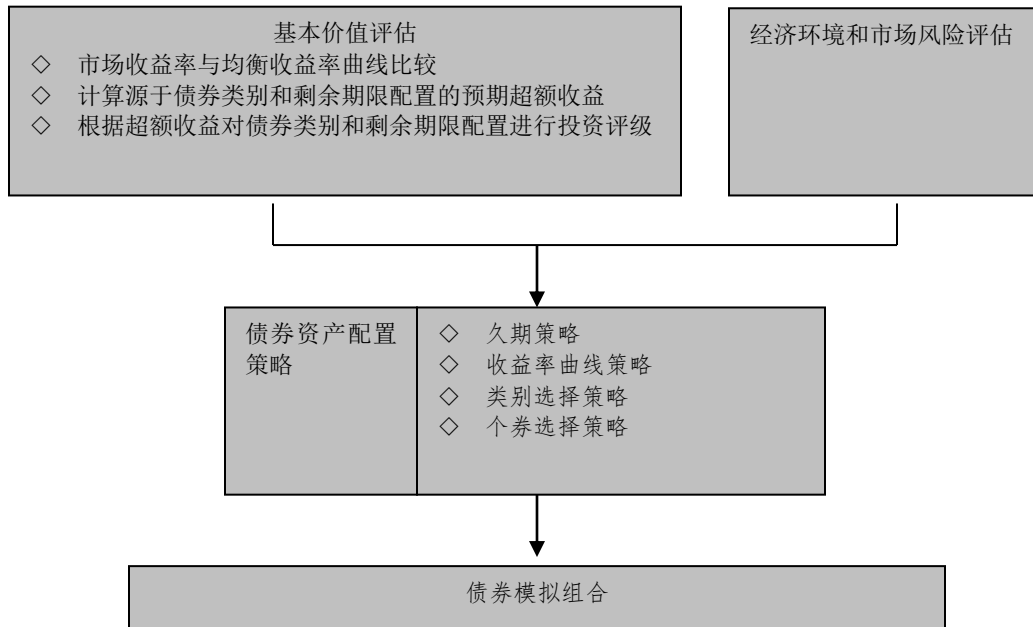 基本价值评估
◇ 市场收益率与均衡收益率曲线比较
◇ 计算源于债券类别和剩余期限配置的预期超额收益
◇ 根据超额收益对债券类别和剩余期限配置进行投资评级
经济环境和市场风险评估
债券资产配置
策略
◇ 久期策略
◇ 收益率曲线策略
◇ 类别选择策略
◇ 个券选择策略
债券模拟组合